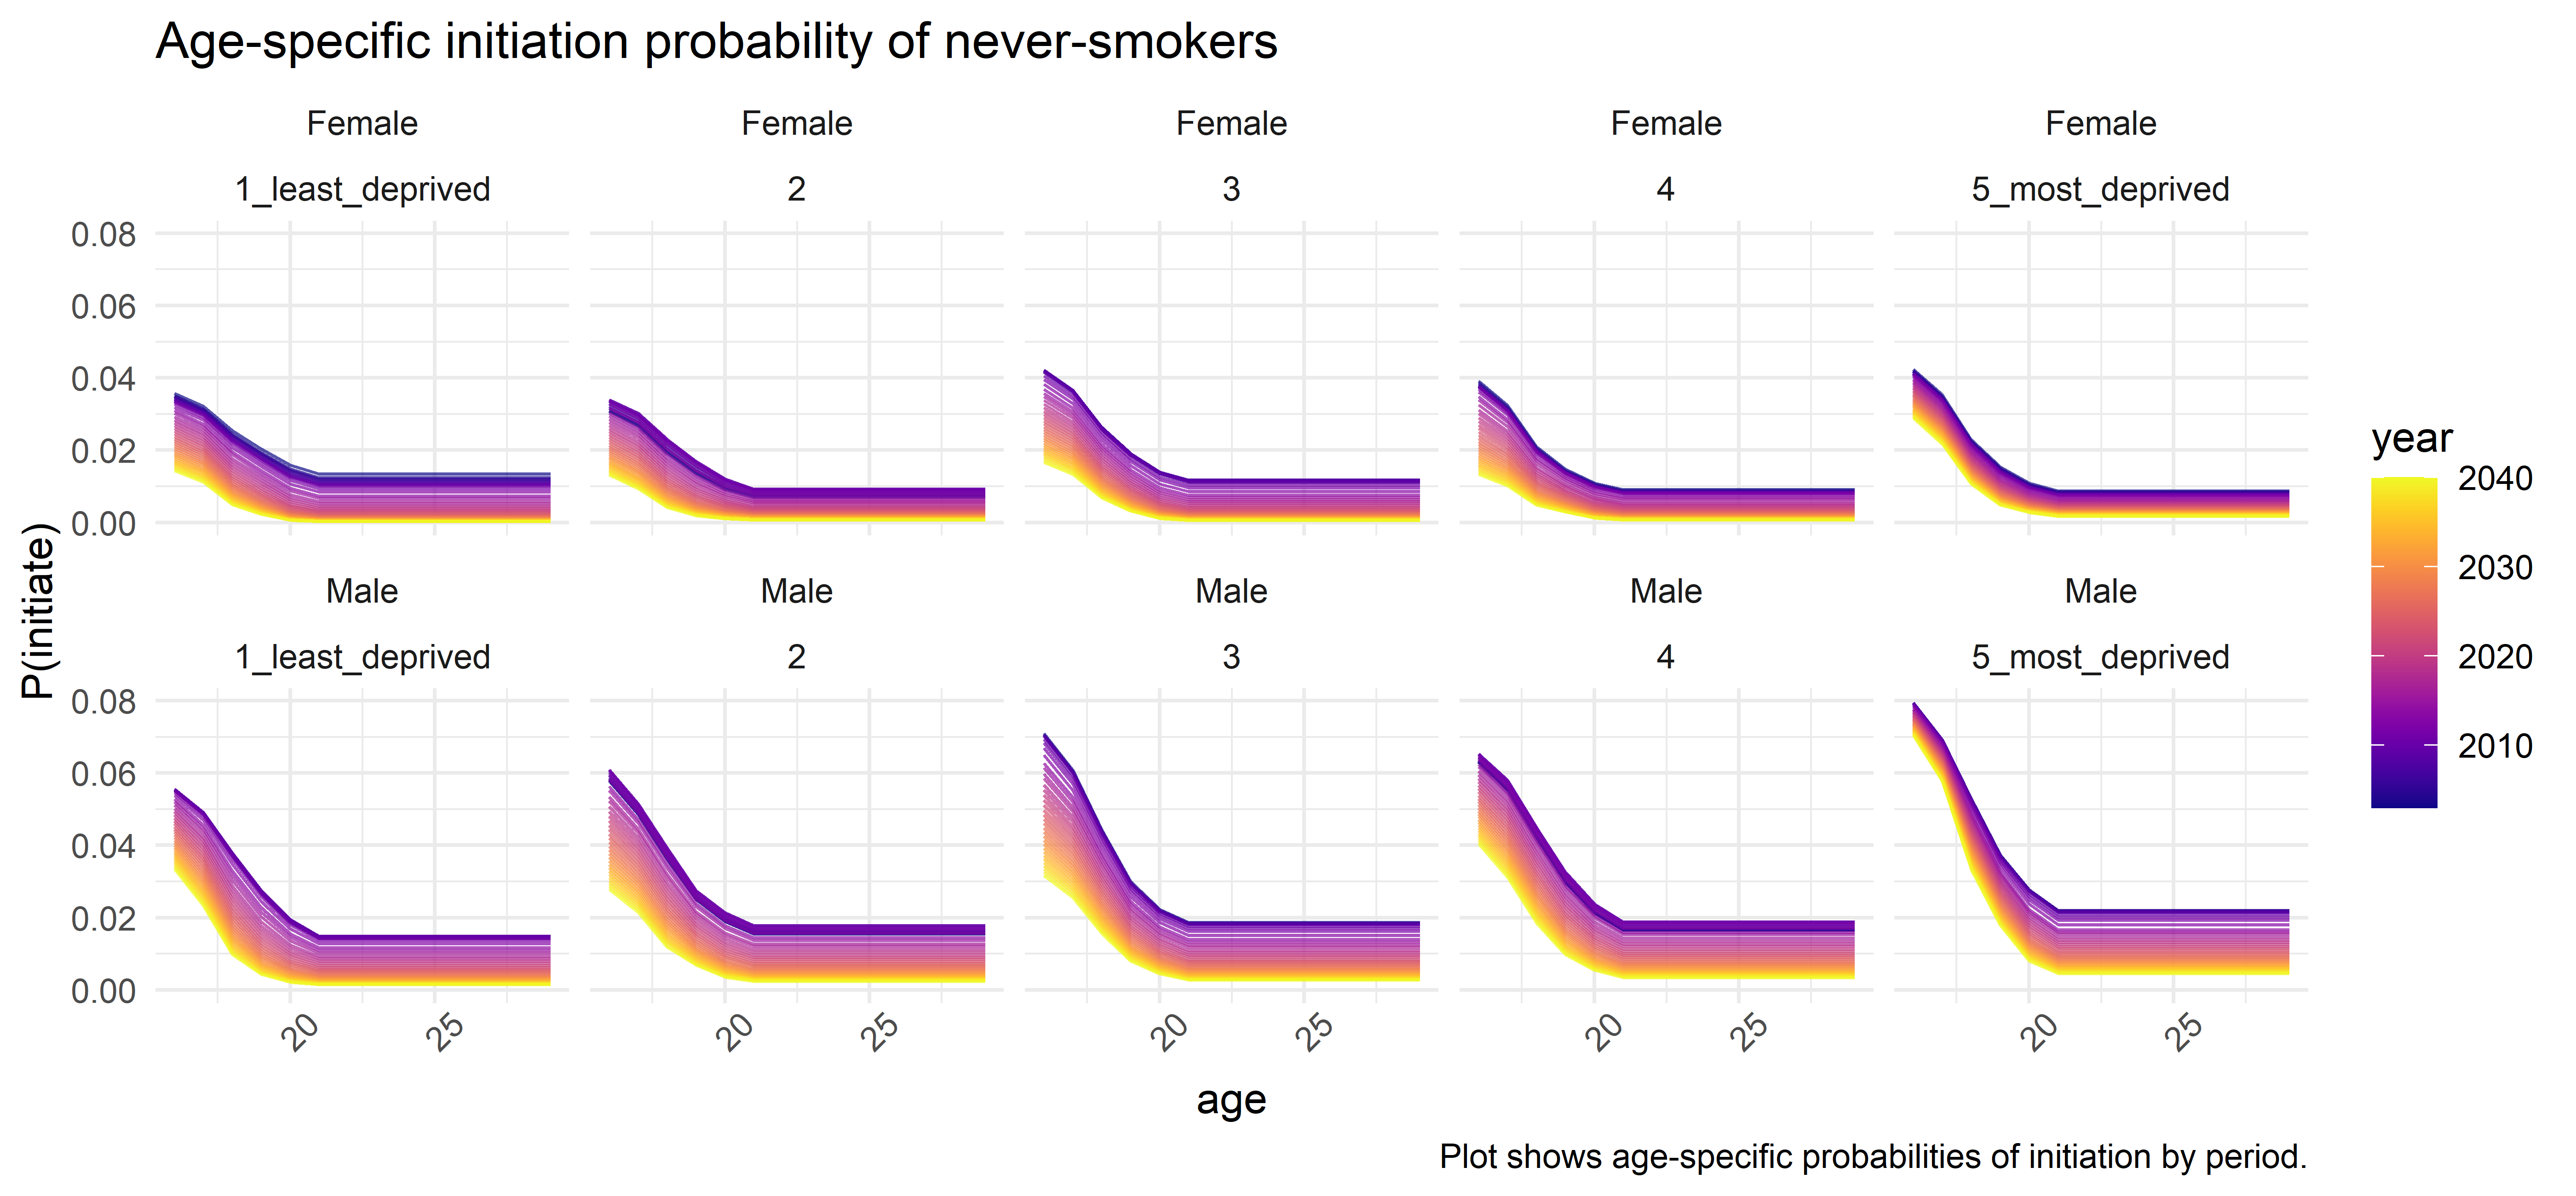 Age-specific initiation probability of never-smokers
Female Female Female Female Female
1_least_deprived 2 3 4 5_most_deprived
0.08
0.06
0.04
0.02
0.00
Male Male Male Male Male
1_least_deprived 2 3 4 5_most_deprived
0.08
0.06
0.04
0.02
0.00
P(initiate)
20 25 20 25 20 25 20 25 20 25
age
year
2040
2030
2020
2010
Plot shows age-specific probabilities of initiation by period.